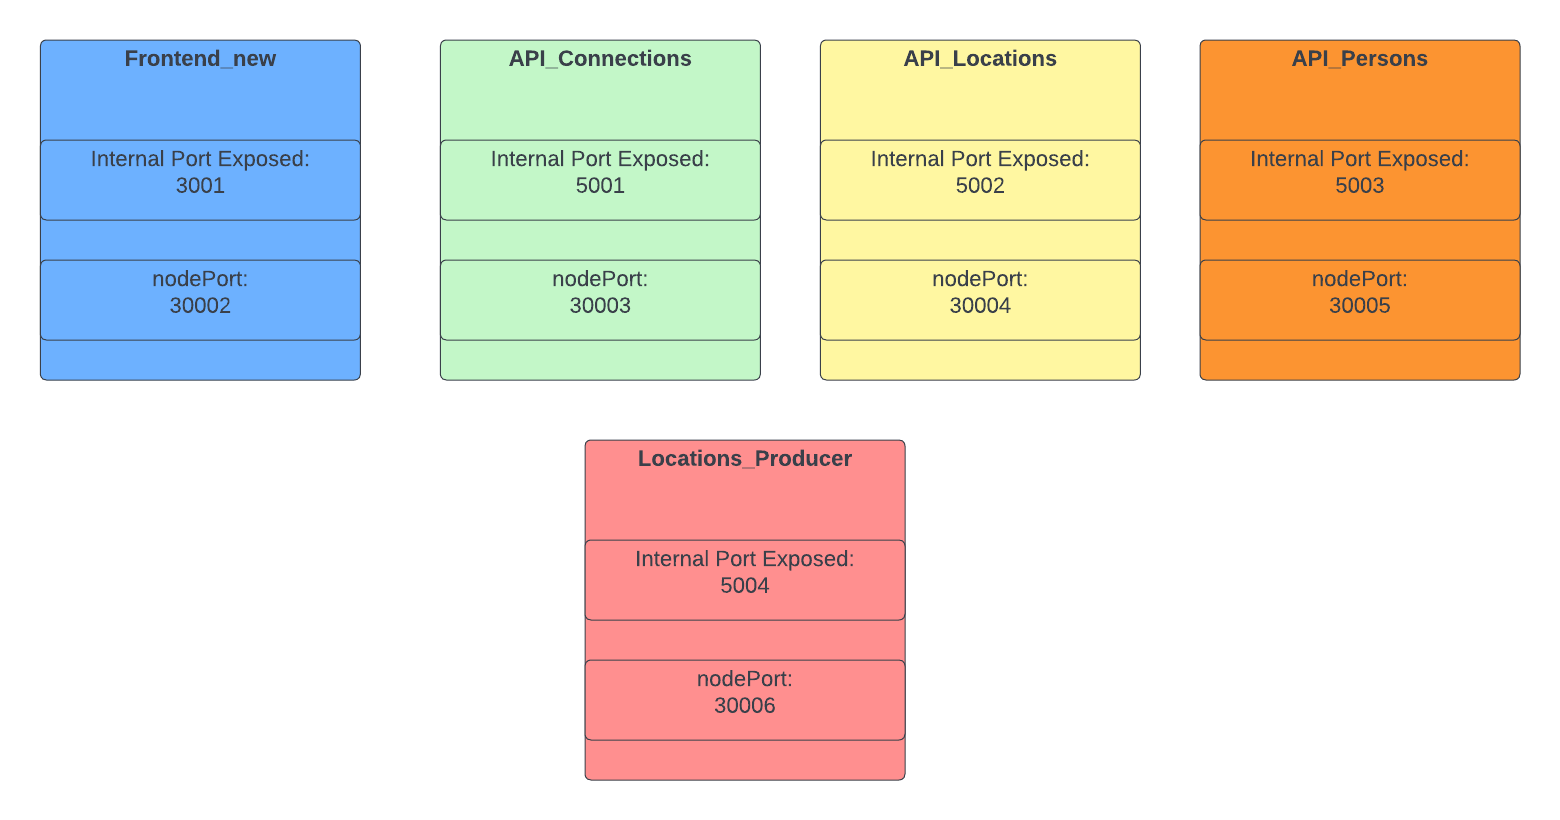 Frontend_new
Internal Port Exposed:
3001
nodePort:
30002
API_Connections
Internal Port Exposed:
5001
nodePort:
30003
API_Locations
Internal Port Exposed:
5002
nodePort:
30004
API_Persons
Internal Port Exposed:
5003
nodePort:
30005
Locations_Producer
Internal Port Exposed:
5004
nodePort:
30006